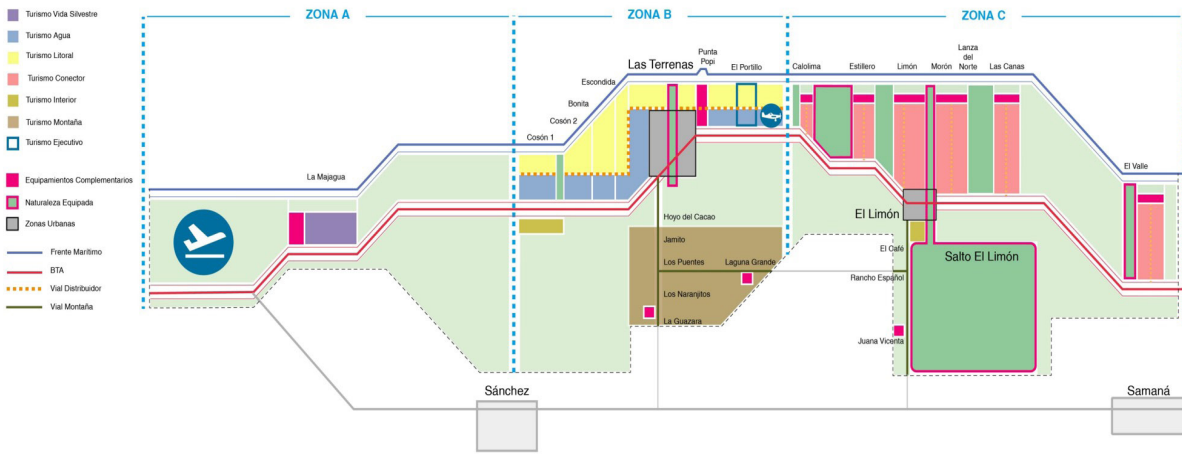 ZONA A
ZONA B
ZONA C
Turismo Vida Silvestre
Turismo Agua
Turismo Litoral
Turismo Conector
Turismo Interior
Turismo Montaña
Turismo Ejecutivo
Equipamientos Complementarios
Naturaleza Equipada
Zonas Urbanas
Frente Marítimo
BTA
Vial Distribuidor
Vial Montaña
La Majagua
Cosón 1
Cosón 2
Bonita
Escondida
Las Terrenas
Punta
Popi
El Portillo
Calolima
Estillero
Limón
Morón
Lanza
del
Norte
Las Canas
El Valle
Hoyo del Cacao
Jamito
Los Puentes
Laguna Grande
Los Naranjitos
La Guazara
El Limón
El Café
Rancho Español
Salto El Limón
Juana Vicenta
Sánchez
Samaná